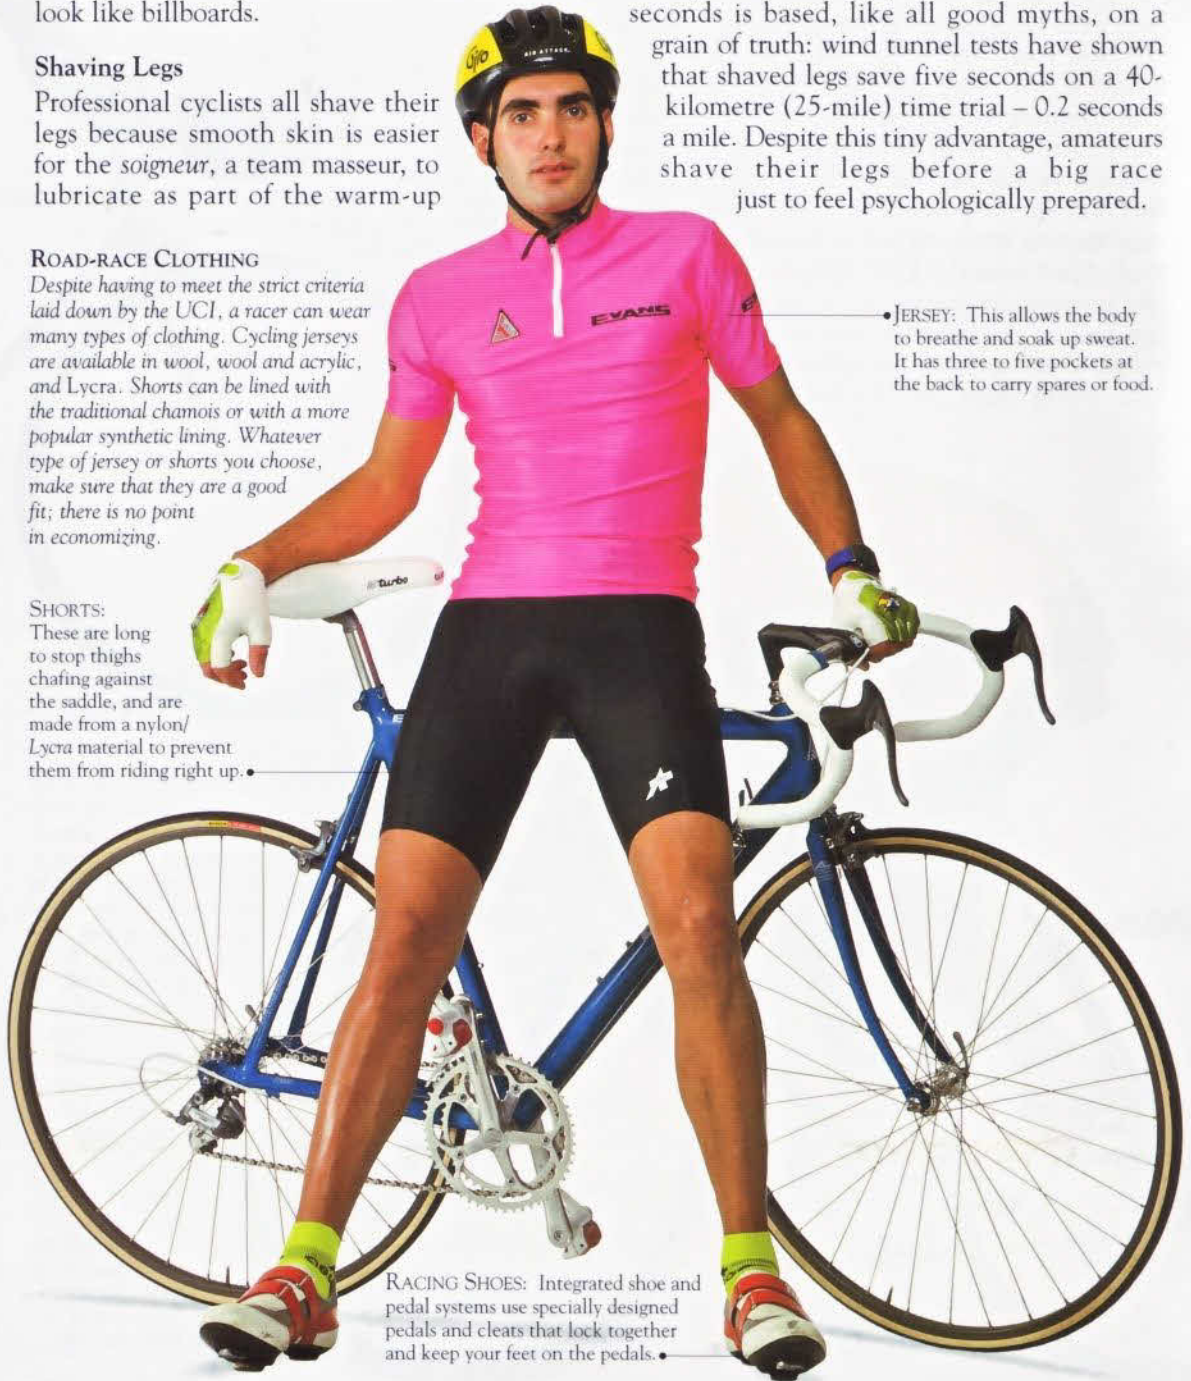 look like billboards.
Shaving Legs
Professional cyclists all shave their
legs because smooth skin is easier
for the soigneur, a team masseur, to
lubricate as part of the warm-up
seconds is based, like all good myths, on a
grain of truth: wind tunnel tests have shown
that shaved legs save five seconds on a 40-
kilometre (25-mile) time trial – 0.2 seconds
a mile. Despite this tiny advantage, amateurs
shave their legs before a big race
just to feel psychologically prepared.
ROAD-RACE CLOTHING
Despite having to meet the strict criteria
laid down by the UCI, a racer can wear
many types of clothing. Cycling jerseys
are available in wool, wool and acrylic,
and Lycra. Shorts can be lined with
the traditional chamois or with a more
popular synthetic lining. Whatever
type of jersey or shorts you choose,
make sure that they are a good
fit; there is no point
in economizing.
JERSEY: This allows the body
to breathe and soak up sweat.
It has three to five pockets at
the back to carry spares or food.
SHORTS:
These are long
to stop thighs
chafing against
the saddle, and are
made from a nylon/
Lycra material to prevent
them from riding right up.
RACING SHOES: Integrated shoe and
pedal systems use specially designed
pedals and cleats that lock together
and keep your feet on the pedals.
Giro
AIR ATTACK
EVANS
turbo